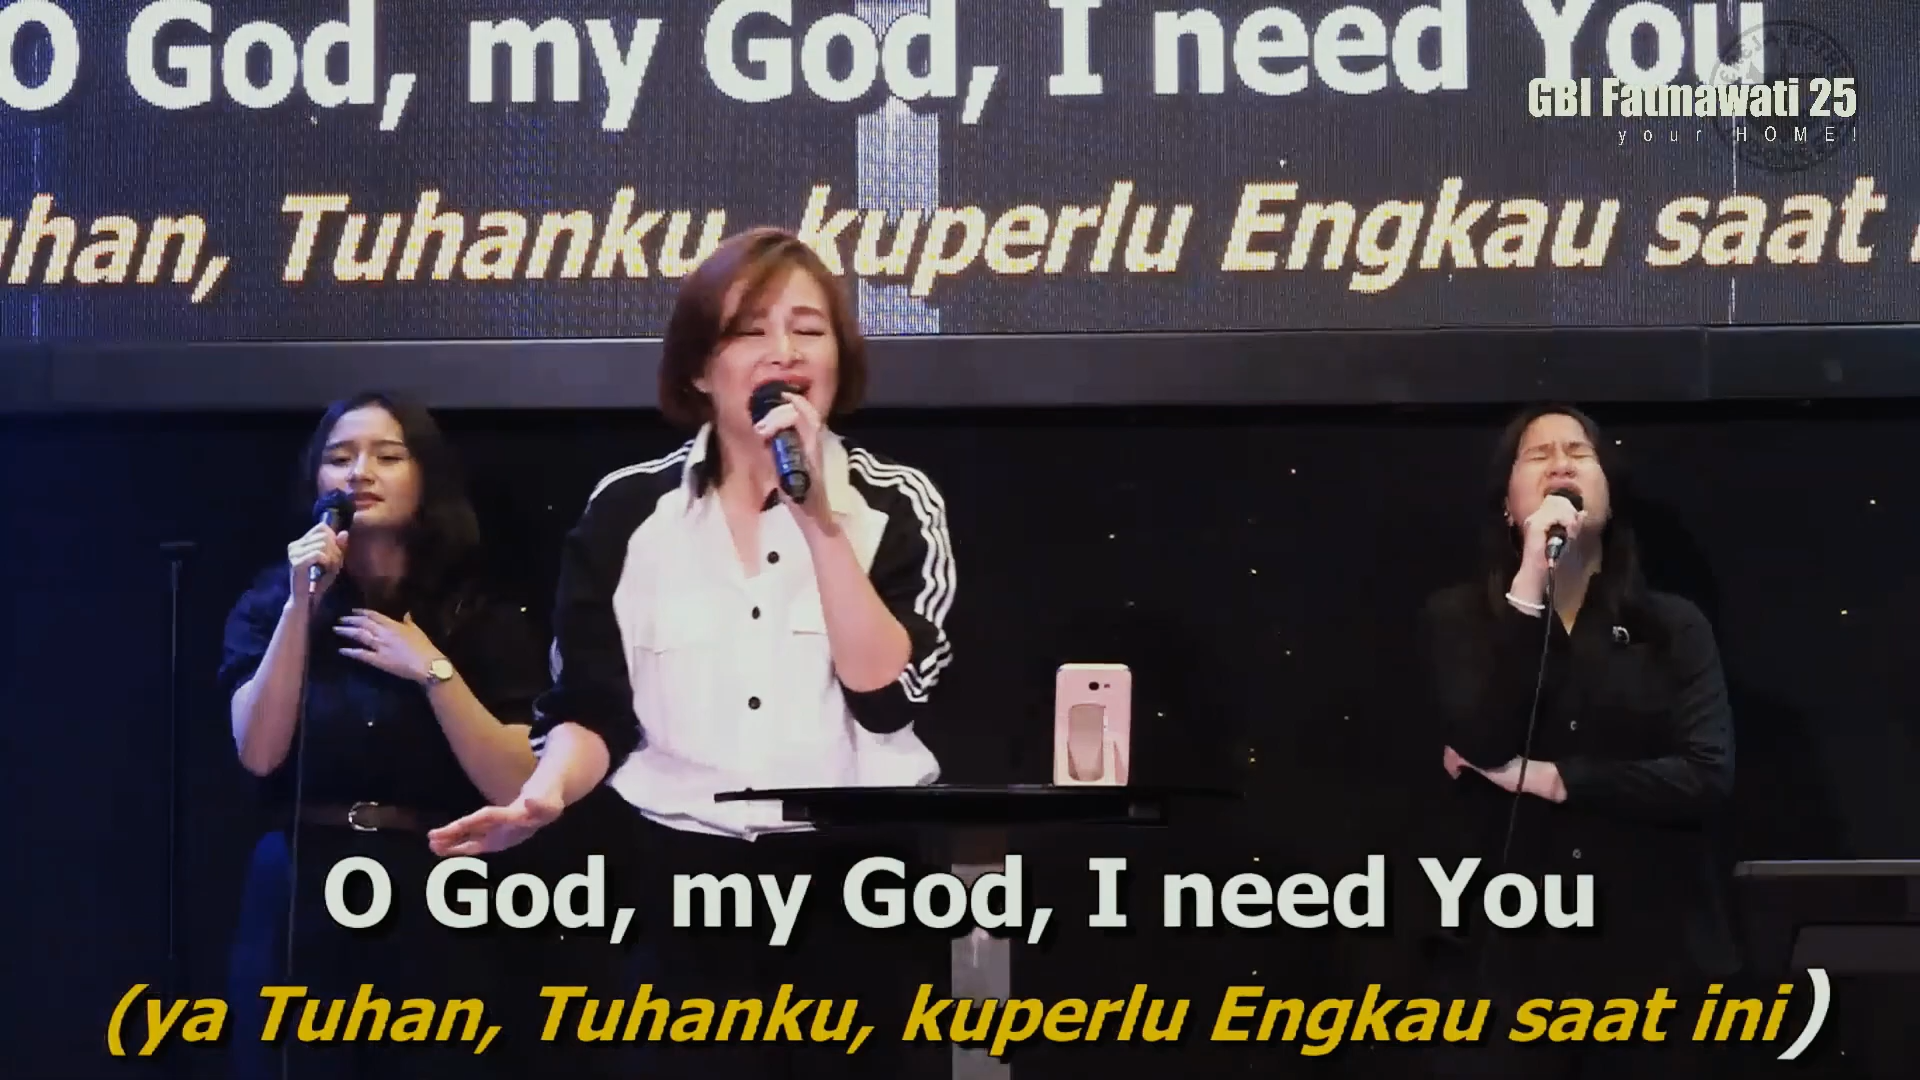 O God, my God, I need You
GBI Fatmawati 25
your HOME!
Tuhanku, kuperlu Engkau saat
O God, my God, I need You
(ya Tuhan, Tuhanku, kuperlu Engkau saat ini)